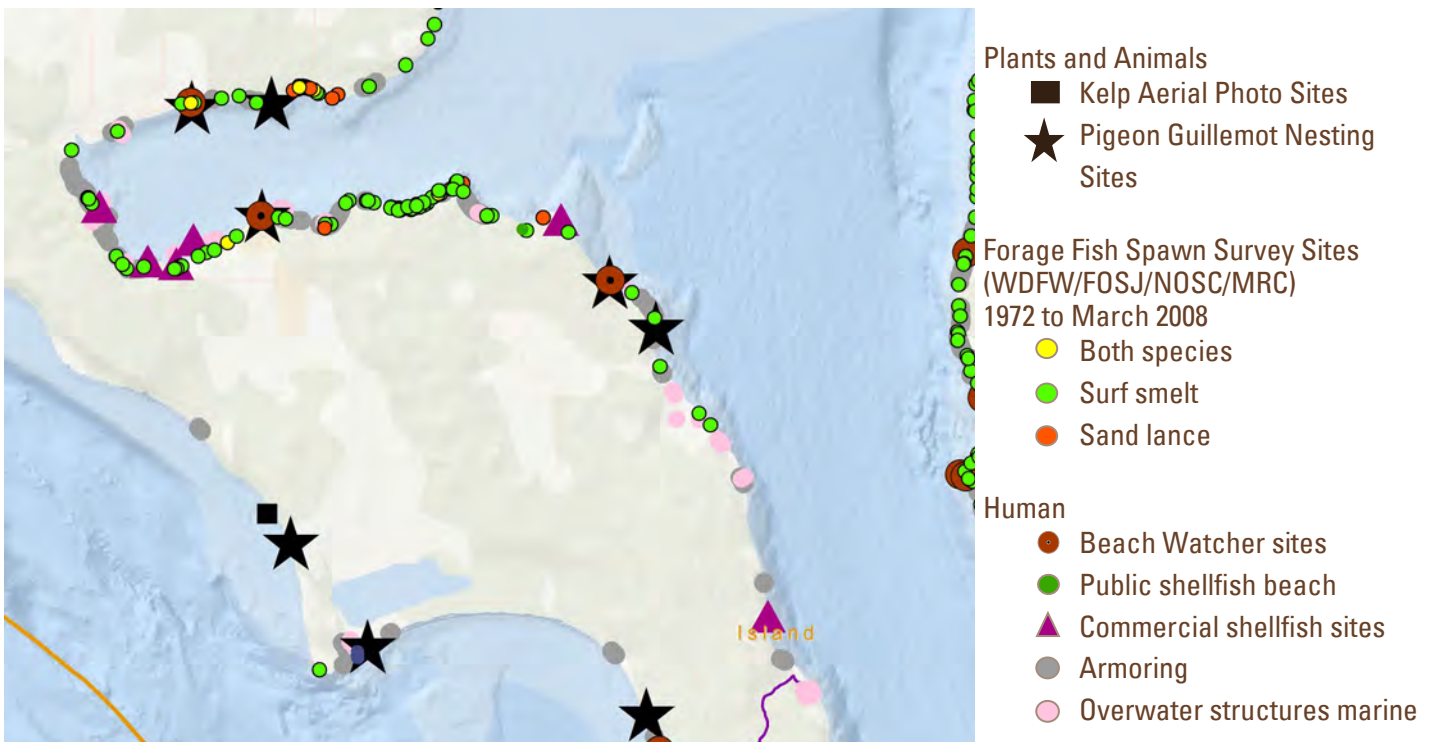 Island
Plants and Animals
Kelp Aerial Photo Sites
Pigeon Guillemot Nesting
Sites
Forage Fish Spawn Survey Sites
(WDFW/FOSJ/NOSC/MRC)
1972 to March 2008
Both species
Surf smelt
Sand lance
Human
Beach Watcher sites
Public shellfish beach
Commercial shellfish sites
Armoring
Overwater structures marine